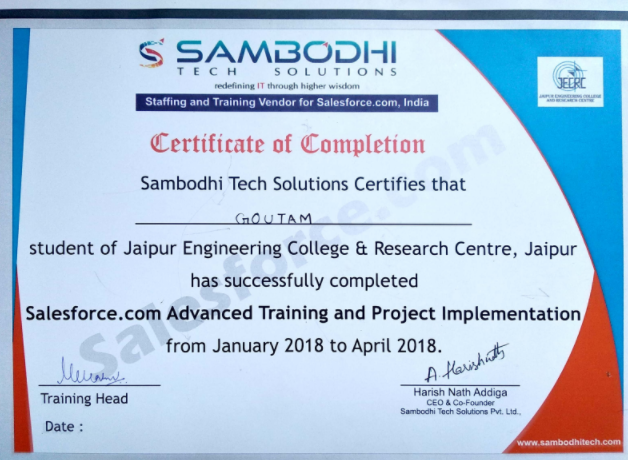 SAMBODHI
TECH SOLUTIONS
redefining IT through higher wisdom
Staffing and Training Vendor for Salesforce.com, India
JECRC
JAIPUR ENGINEERING COLLEGE
AND RESEARCH CENTRE
Certificate of Completion
Sambodhi Tech Solutions Certifies that
GOUTAM
student of Jaipur Engineering College & Research Centre, Jaipur
has successfully completed
Salesforce.com Advanced Training and Project Implementation
from January 2018 to April 2018.
Salesforce.com
A. Harishnath
Training Head
Harish Nath Addiga
CEO & Co-Founder
Sambodhi Tech Solutions Pvt. Ltd.,
Date :
www.sambodhitech.com